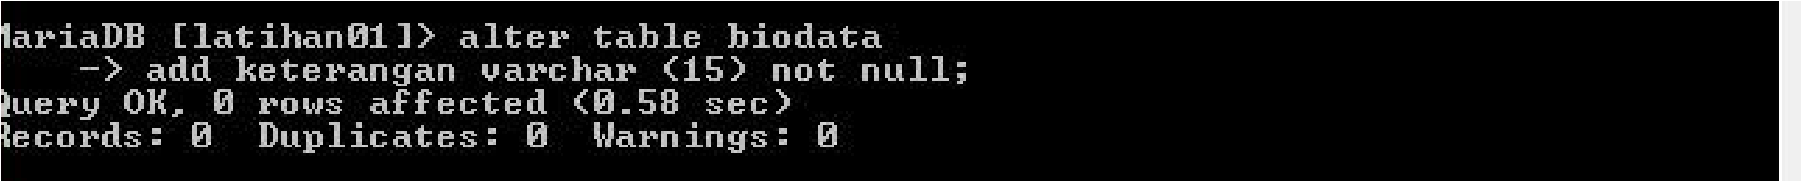 MariaDB [latihan01]> alter table biodata
    -> add keterangan varchar (15) not null;
Query OK, 0 rows affected (0.58 sec)
Records: 0  Duplicates: 0  Warnings: 0